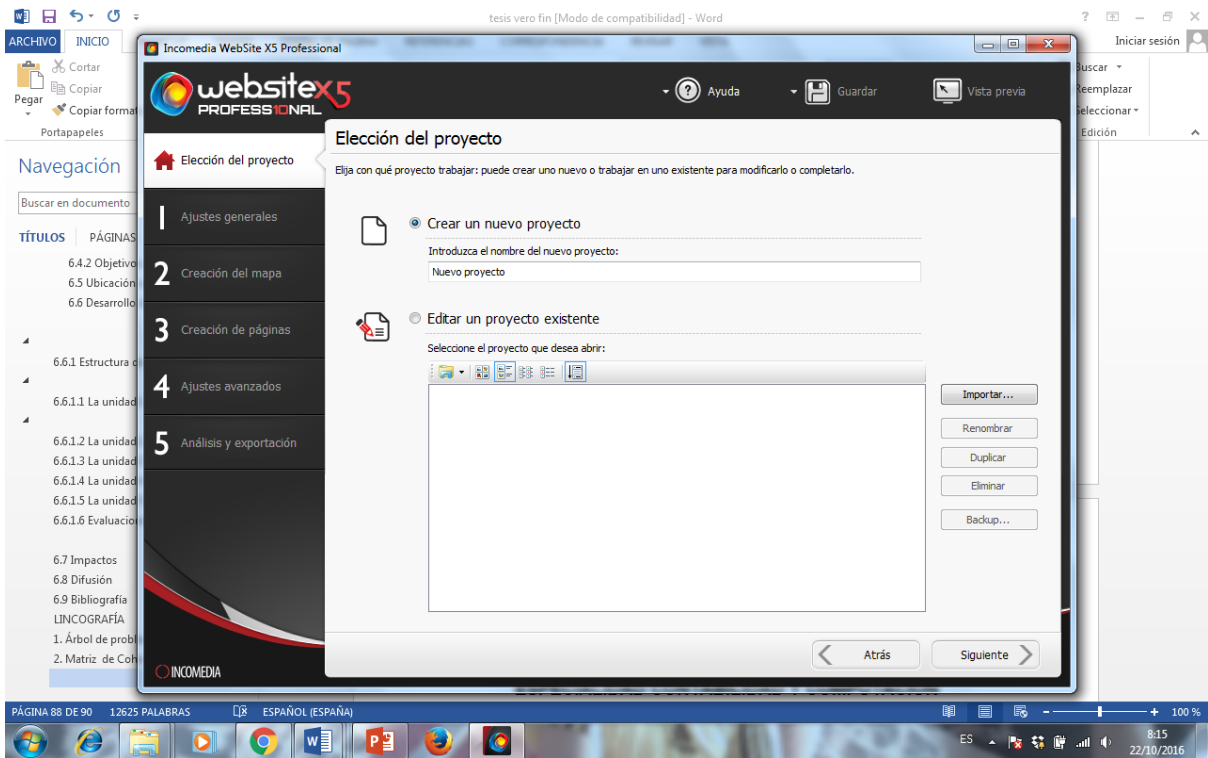 tesis vero fin [Modo de compatibilidad] - Word
ARCHIVO INICIO
Iniciar sesión
Cortar
Copiar
Copiar format
Pegar
Portapapeles
Buscar
Reemplazar
Seleccionar
Edición
Navegación
Buscar en documento
TÍTULOS PÁGINAS
6.4.2 Objetivo
6.5 Ubicación
6.6 Desarrollo
6.6.1 Estructura d
6.6.1.1 La unidad
6.6.1.2 La unidad
6.6.1.3 La unidad
6.6.1.4 La unidad
6.6.1.5 La unidad
6.6.1.6 Evaluacio
6.7 Impactos
6.8 Difusión
6.9 Bibliografía
LINCOGRAFÍA
1. Árbol de probl
2. Matriz de Coh
Incomedia WebSite X5 Professional
websitex5
PROFESS10NAL
Ayuda
Guardar
Vista previa
Elección del proyecto
1 Ajustes generales
2 Creación del mapa
3 Creación de páginas
4 Ajustes avanzados
5 Análisis y exportación
INCOMEDIA
Elección del proyecto
Elija con qué proyecto trabajar: puede crear uno nuevo o trabajar en uno existente para modificarlo o completarlo.
Crear un nuevo proyecto
Introduzca el nombre del nuevo proyecto:
Nuevo proyecto
Editar un proyecto existente
Seleccione el proyecto que desea abrir:
Importar...
Renombrar
Duplicar
Eliminar
Backup...
Atrás
Siguiente
PÁGINA 88 DE 90 12625 PALABRAS ESPAÑOL (ESPAÑA)
100 %
ES
8:15
22/10/2016